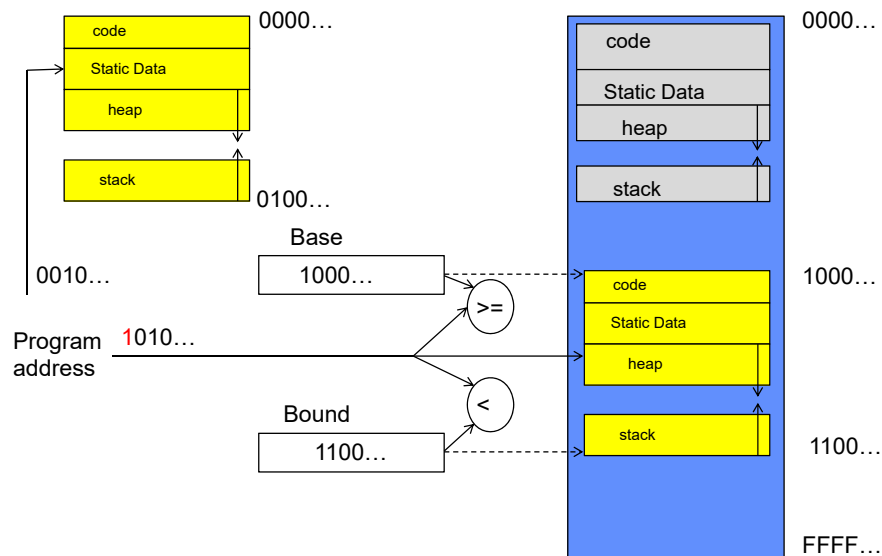 code
0000…
Static Data
heap
stack
0100…
0010…
Base
1000…
>=
Program
address
1010…
<
Bound
1100…
0000…
code
Static Data
heap
stack
1000…
code
Static Data
heap
stack
1100…
FFFF…